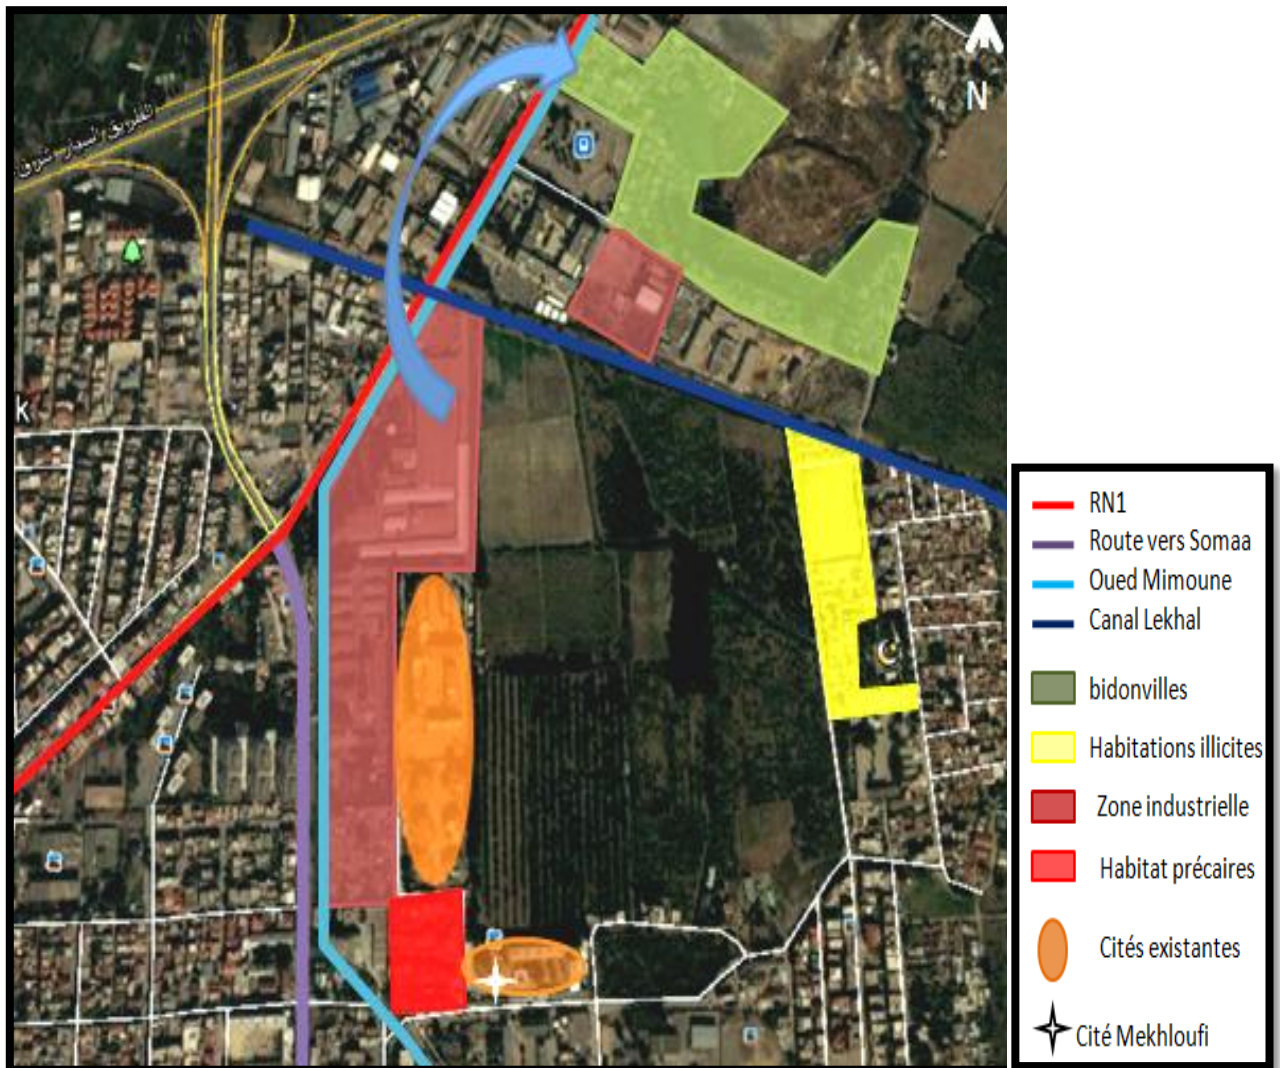 N
k
RN1
Route vers Somaa
Oued Mimoune
Canal Lekhal
bidonvilles
Habitations illicites
Zone industrielle
Habitat précaires
Cités existantes
Cité Mekhloufi